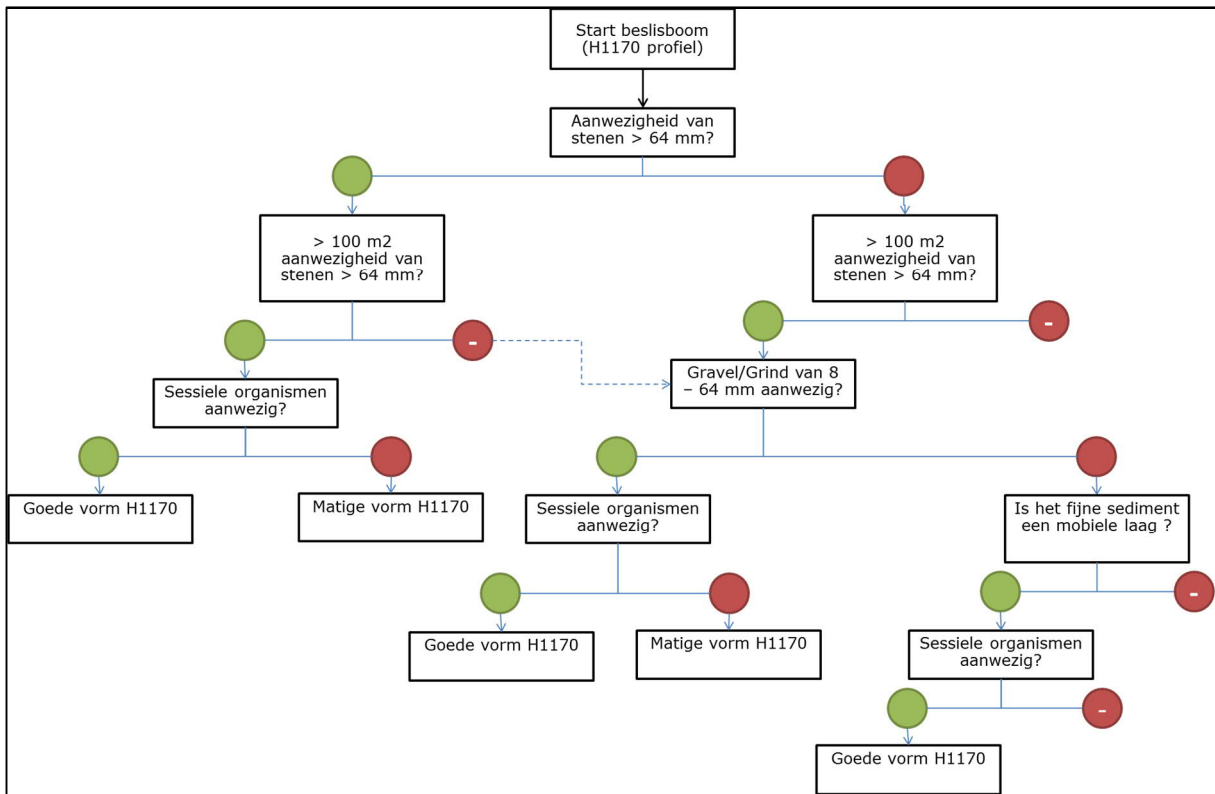 Start beslisboom
(H1170 profiel)
Aanwezigheid van
stenen > 64 mm?
> 100 m2
aanwezigheid van
stenen > 64 mm?
> 100 m2
aanwezigheid van
stenen > 64 mm?
-
-
Sessiele organismen
aanwezig?
Gravel/Grind van 8
– 64 mm aanwezig?
Goede vorm H1170
Matige vorm H1170
Sessiele organismen
aanwezig?
Is het fijne sediment
een mobiele laag ?
-
Goede vorm H1170
Matige vorm H1170
Sessiele organismen
aanwezig?
-
Goede vorm H1170